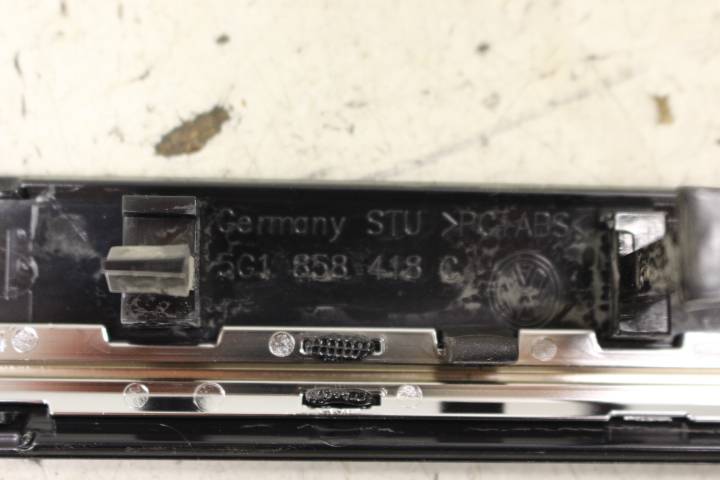 Germany STU >PC+ABS<
5G1 858 418 C